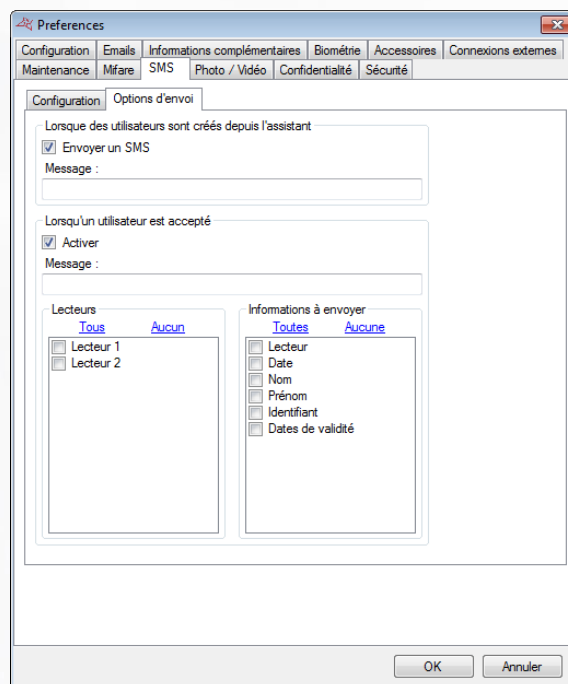 Preferences
Configuration Emails Informations complémentaires Biométrie Accessoires Connexions externes
Maintenance Mifare SMS Photo / Vidéo Confidentialité Sécurité
Configuration Options d'envoi
Lorsque des utilisateurs sont créés depuis l'assistant
Envoyer un SMS
Message :
Lorsqu'un utilisateur est accepté
Activer
Message :
Lecteurs
Tous Aucun
Lecteur 1
Lecteur 2
Informations à envoyer
Toutes Aucune
Lecteur
Date
Nom
Prénom
Identifiant
Dates de validité
OK Annuler